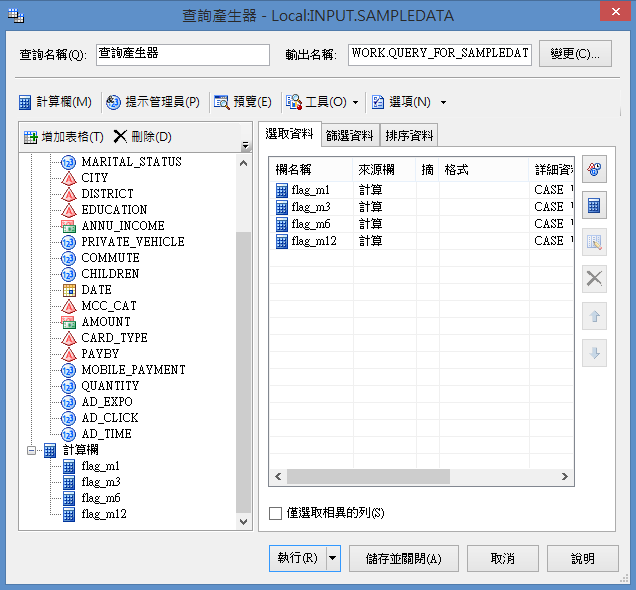 查詢產生器 - Local:INPUT.SAMPLEDATA
查詢名稱(Q): 查詢產生器 輸出名稱: WORK.QUERY_FOR_SAMPLEDAT 變更(C)...
計算欄(M) 提示管理員(P) 預覽(E) 工具(O) 選項(N)
增加表格(T) 刪除(D)
MARITAL_STATUS
CITY
DISTRICT
EDUCATION
ANNU_INCOME
PRIVATE_VEHICLE
COMMUTE
CHILDREN
DATE
MCC_CAT
AMOUNT
CARD_TYPE
PAYBY
MOBILE_PAYMENT
QUANTITY
AD_EXPO
AD_CLICK
AD_TIME
計算欄
flag_m1
flag_m3
flag_m6
flag_m12
選取資料 篩選資料 排序資料
欄名稱 來源欄 摘 格式 詳細資
flag_m1 計算 CASE
flag_m3 計算 CASE
flag_m6 計算 CASE
flag_m12 計算 CASE
僅選取相異的列(S)
執行(R) 儲存並關閉(A) 取消 說明